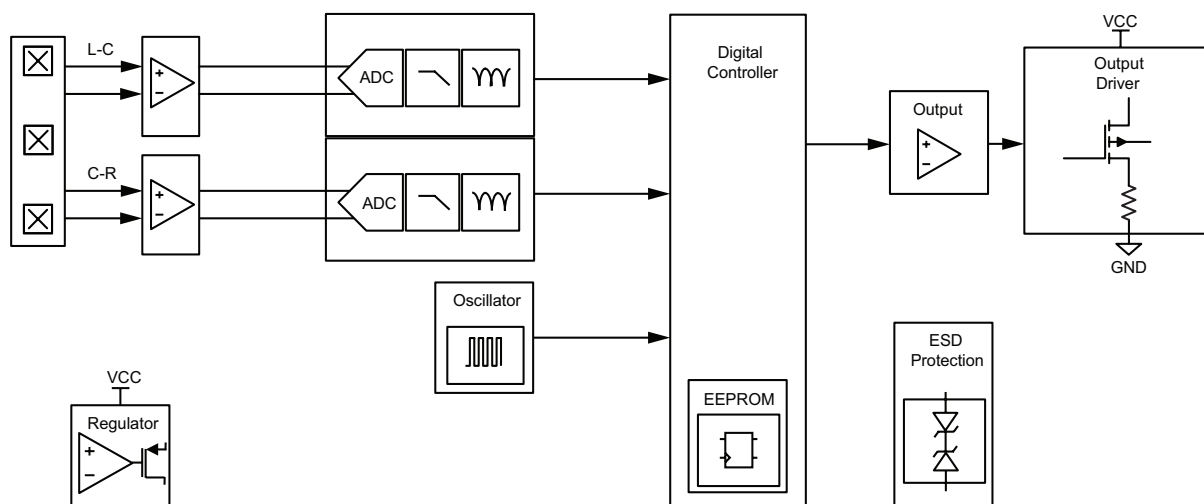 L-C
+
−
ADC
Digital
Controller
Output
+
−
VCC
Output
Driver
GND
C-R
+
−
ADC
Oscillator
EEPROM
ESD
Protection
VCC
Regulator
+
−